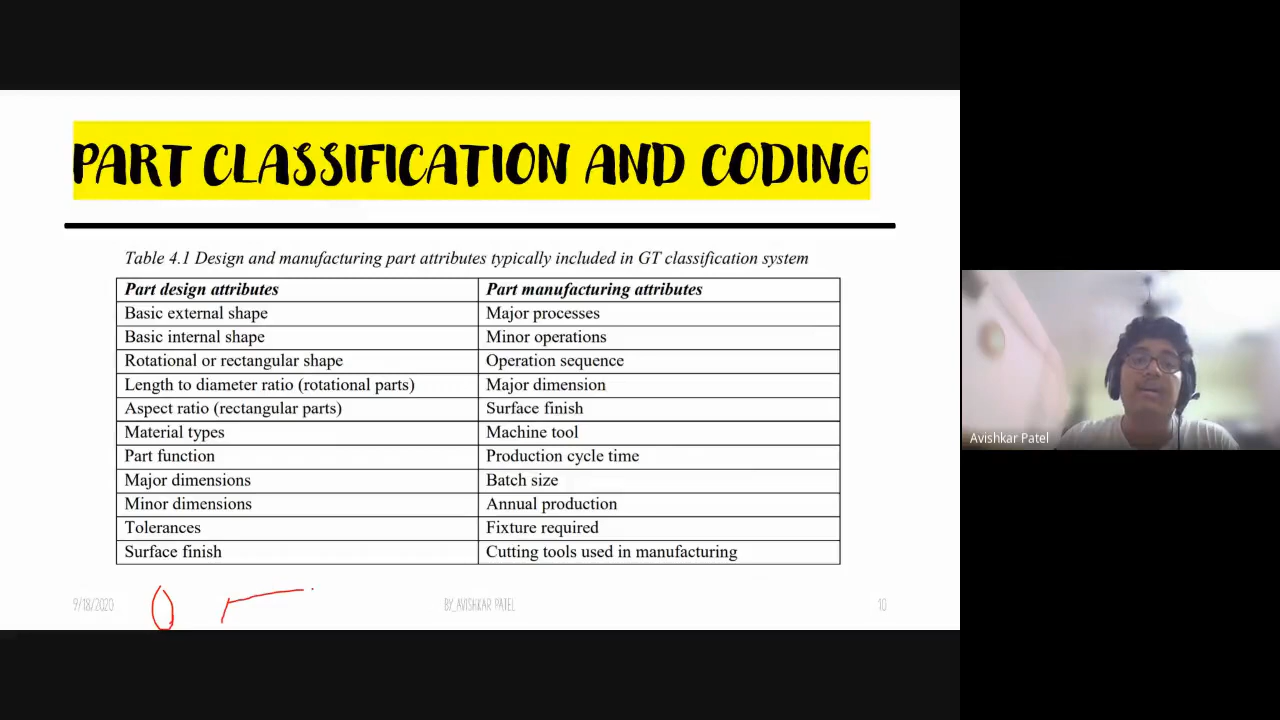 PART CLASSIFICATION AND CODING
Table 4.1 Design and manufacturing part attributes typically included in GT classification system
Part design attributes Part manufacturing attributes
Basic external shape Major processes
Basic internal shape Minor operations
Rotational or rectangular shape Operation sequence
Length to diameter ratio (rotational parts) Major dimension
Aspect ratio (rectangular parts) Surface finish
Material types Machine tool
Part function Production cycle time
Major dimensions Batch size
Minor dimensions Annual production
Tolerances Fixture required
Surface finish Cutting tools used in manufacturing
9/18/2020 BY_AVISHKAR PATEL 10
Avishkar Patel